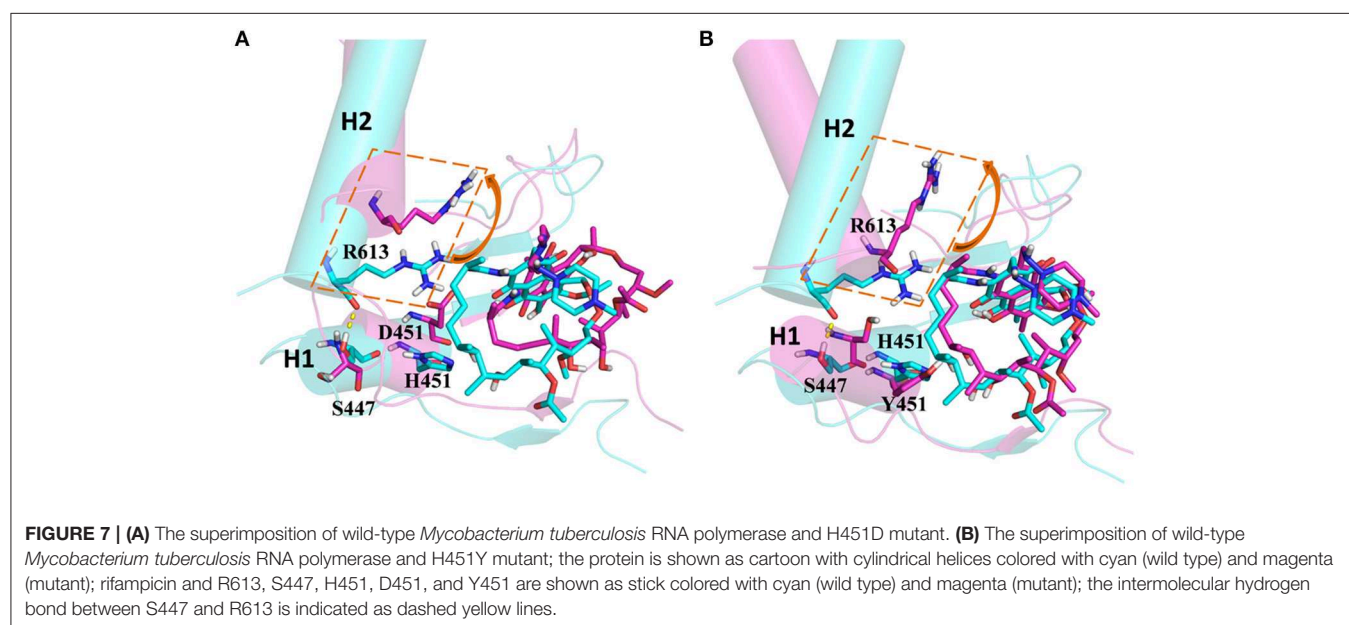 A
B
H2
H2
R613
R613
D451
H451
H1
H1
H451
S447
S447
Y451
FIGURE 7 | (A) The superimposition of wild-type Mycobacterium tuberculosis RNA polymerase and H451D mutant. (B) The superimposition of wild-type
Mycobacterium tuberculosis RNA polymerase and H451Y mutant; the protein is shown as cartoon with cylindrical helices colored with cyan (wild type) and magenta
(mutant); rifampicin and R613, S447, H451, D451, and Y451 are shown as stick colored with cyan (wild type) and magenta (mutant); the intermolecular hydrogen
bond between S447 and R613 is indicated as dashed yellow lines.